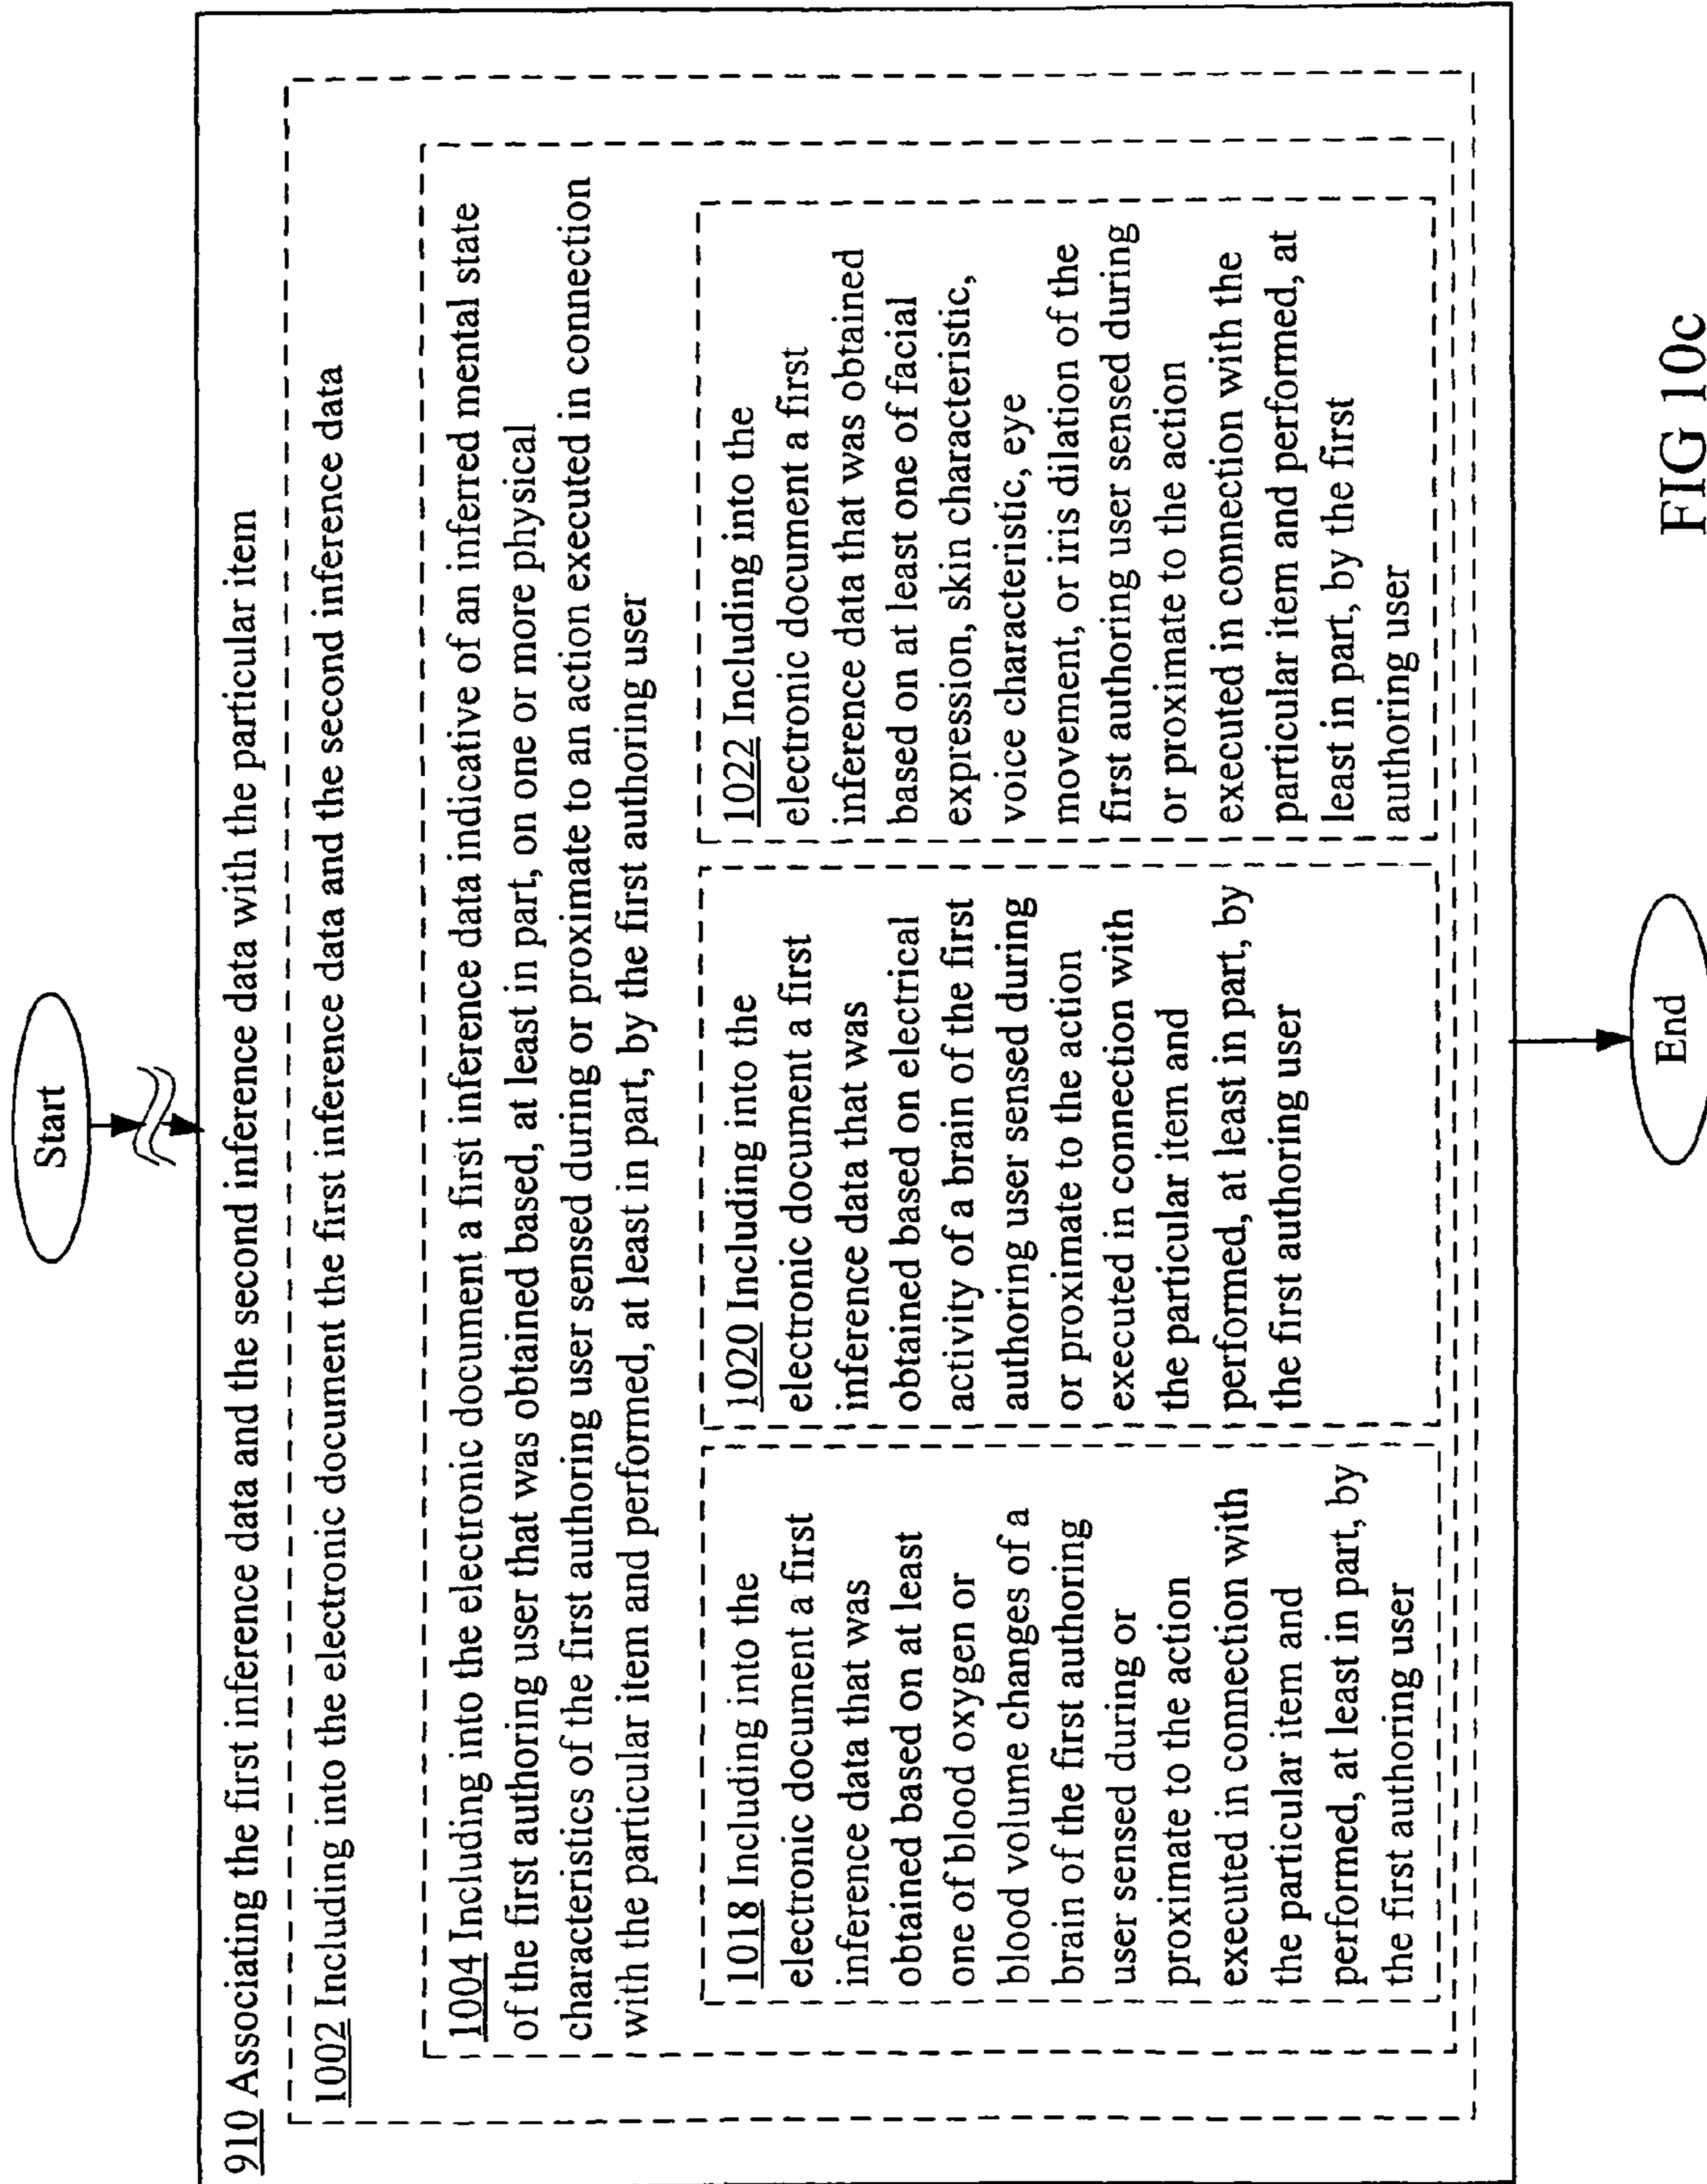 Start
910 Associating the first inference data and the second inference data with the particular item
1002 Including into the electronic document the first inference data and the second inference data
1004 Including into the electronic document a first inference data indicative of an inferred mental state
of the first authoring user that was obtained based, at least in part, on one or more physical
characteristics of the first authoring user sensed during or proximate to an action executed in connection
with the particular item and performed, at least in part, by the first authoring user
1018 Including into the
electronic document a first
inference data that was
obtained based on at least
one of blood oxygen or
blood volume changes of a
brain of the first authoring
user sensed during or
proximate to the action
executed in connection with
the particular item and
performed, at least in part, by
the first authoring user
1020 Including into the
electronic document a first
inference data that was
obtained based on electrical
activity of a brain of the first
authoring user sensed during
or proximate to the action
executed in connection with
the particular item and
performed, at least in part, by
the first authoring user
1022 Including into the
electronic document a first
inference data that was obtained
based on at least one of facial
expression, skin characteristic,
voice characteristic, eye
movement, or iris dilation of the
first authoring user sensed during
or proximate to the action
executed in connection with the
particular item and performed, at
least in part, by the first
authoring user
End
FIG 10c